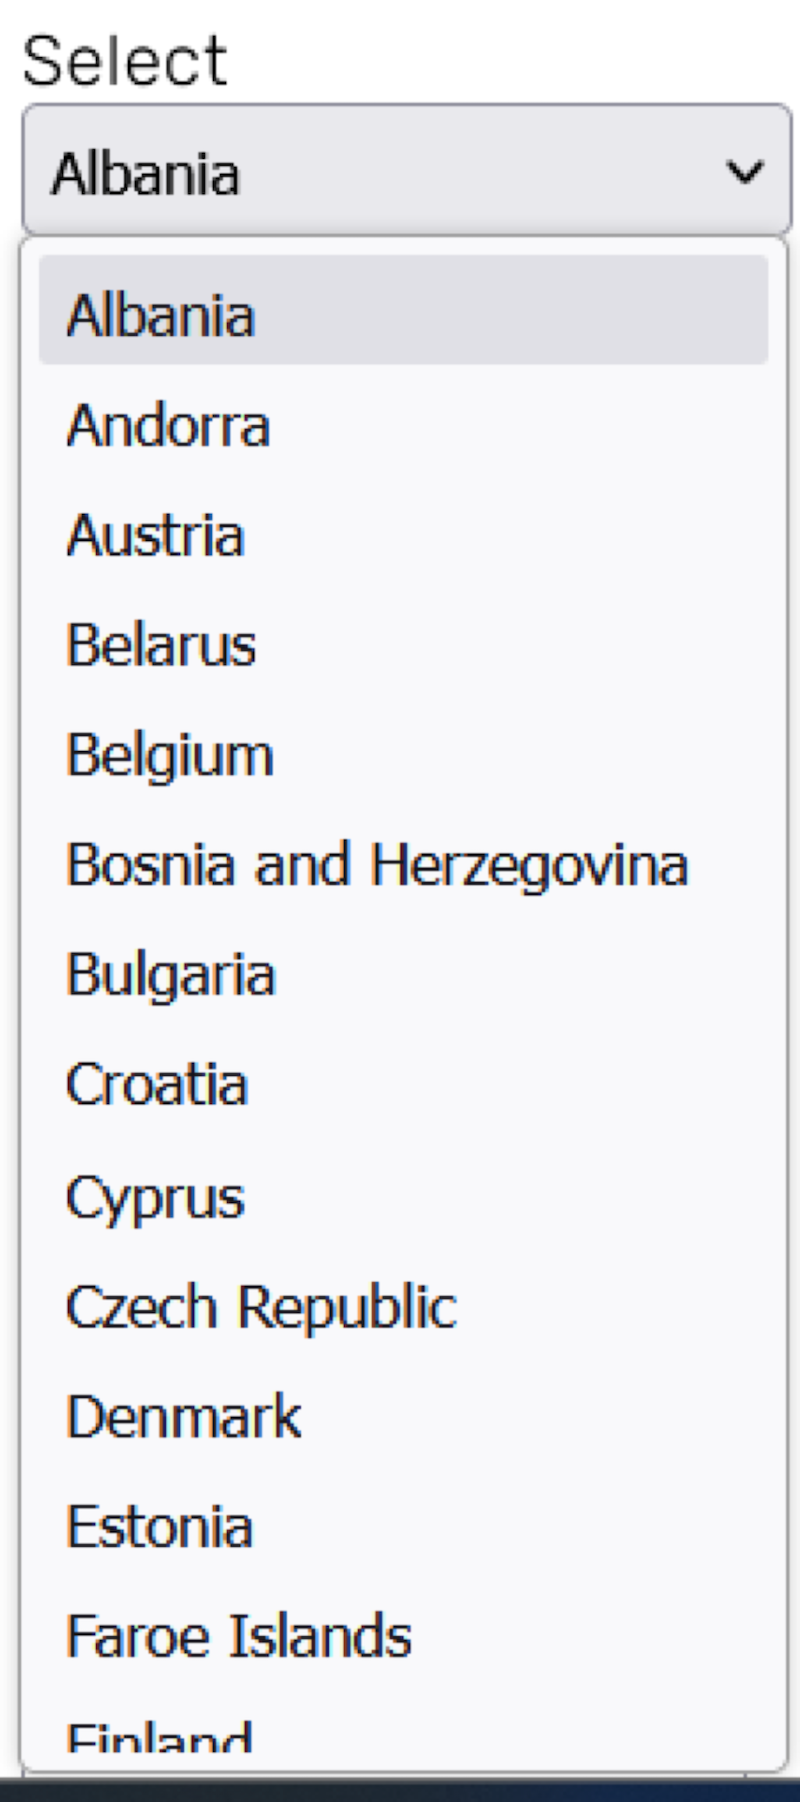 Select
Albania
Albania
Andorra
Austria
Belarus
Belgium
Bosnia and Herzegovina
Bulgaria
Croatia
Cyprus
Czech Republic
Denmark
Estonia
Faroe Islands
Finland